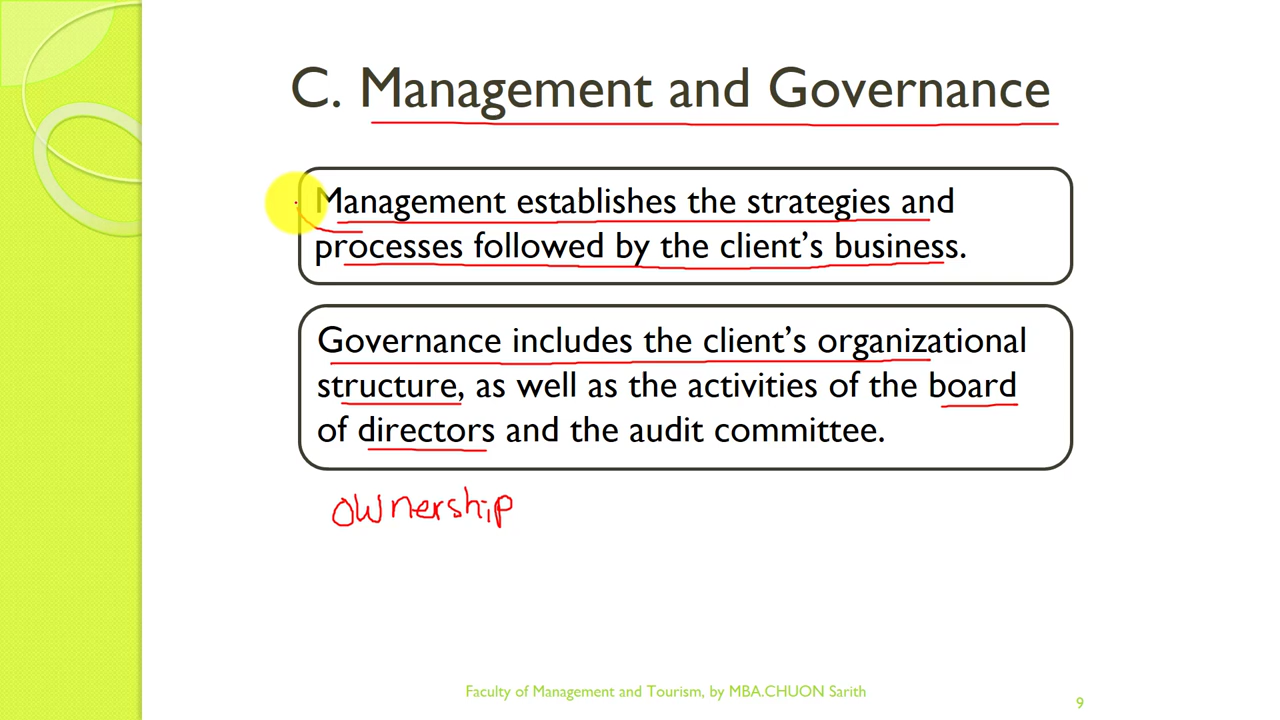 C. Management and Governance
Management establishes the strategies and
processes followed by the client's business.
Governance includes the client's organizational
structure, as well as the activities of the board
of directors and the audit committee.
ownership
Faculty of Management and Tourism, by MBA.CHUON Sarith
9